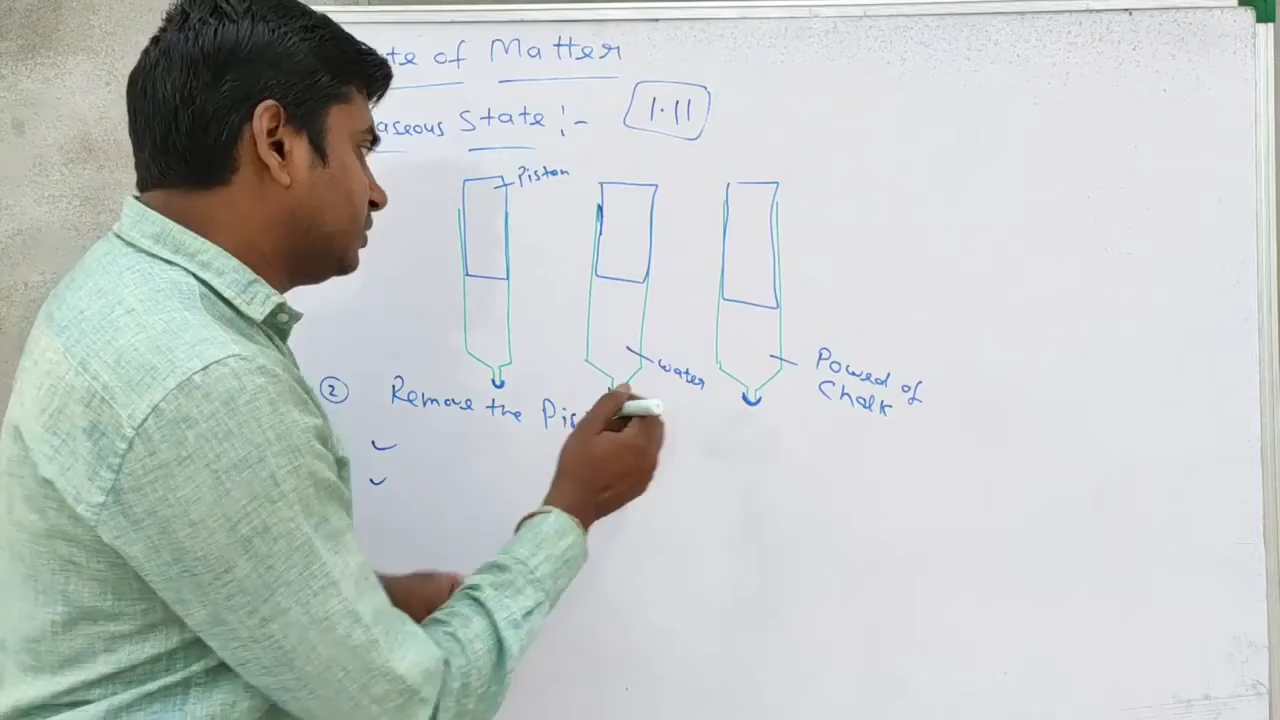 te of Matter
aseous State :-
1.11
Piston
water
Powed of
Chalk
② Remove the Pis